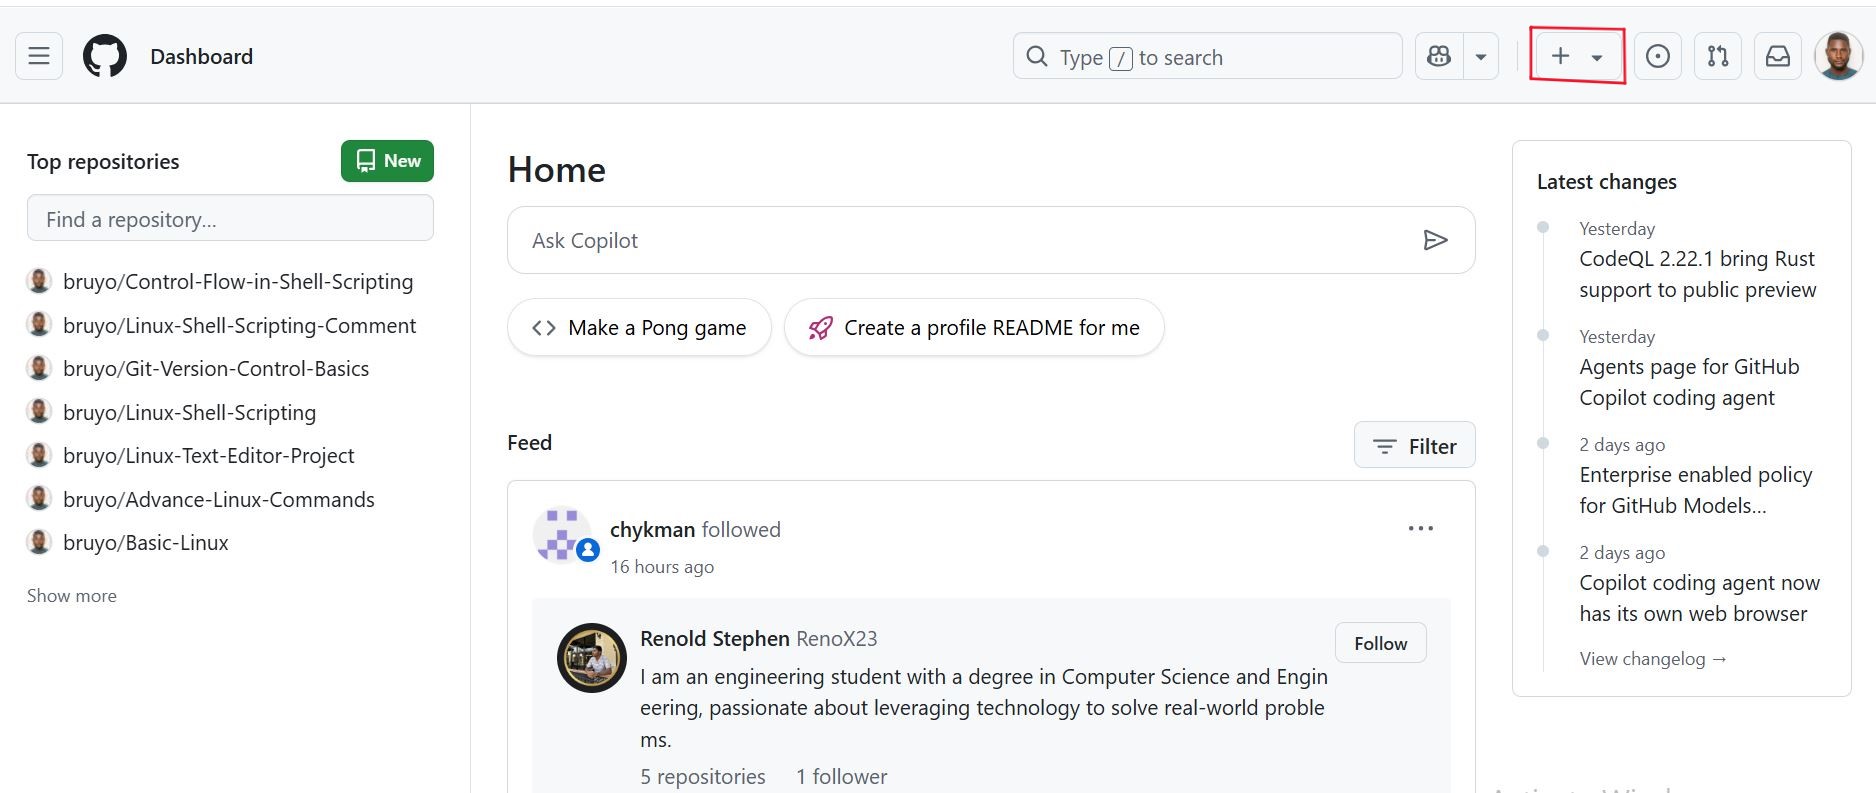 Dashboard
Type / to search
Top repositories
New
Find a repository...
bruyo/Control-Flow-in-Shell-Scripting
bruyo/Linux-Shell-Scripting-Comment
bruyo/Git-Version-Control-Basics
bruyo/Linux-Shell-Scripting
bruyo/Linux-Text-Editor-Project
bruyo/Advance-Linux-Commands
bruyo/Basic-Linux
Show more
Home
Ask Copilot
Make a Pong game
Create a profile README for me
Feed
Filter
chykman followed
16 hours ago
Renold Stephen RenoX23
Follow
I am an engineering student with a degree in Computer Science and Engin
eering, passionate about leveraging technology to solve real-world proble
ms.
5 repositories 1 follower
Latest changes
Yesterday
CodeQL 2.22.1 bring Rust
support to public preview
Yesterday
Agents page for GitHub
Copilot coding agent
2 days ago
Enterprise enabled policy
for GitHub Models...
2 days ago
Copilot coding agent now
has its own web browser
View changelog →